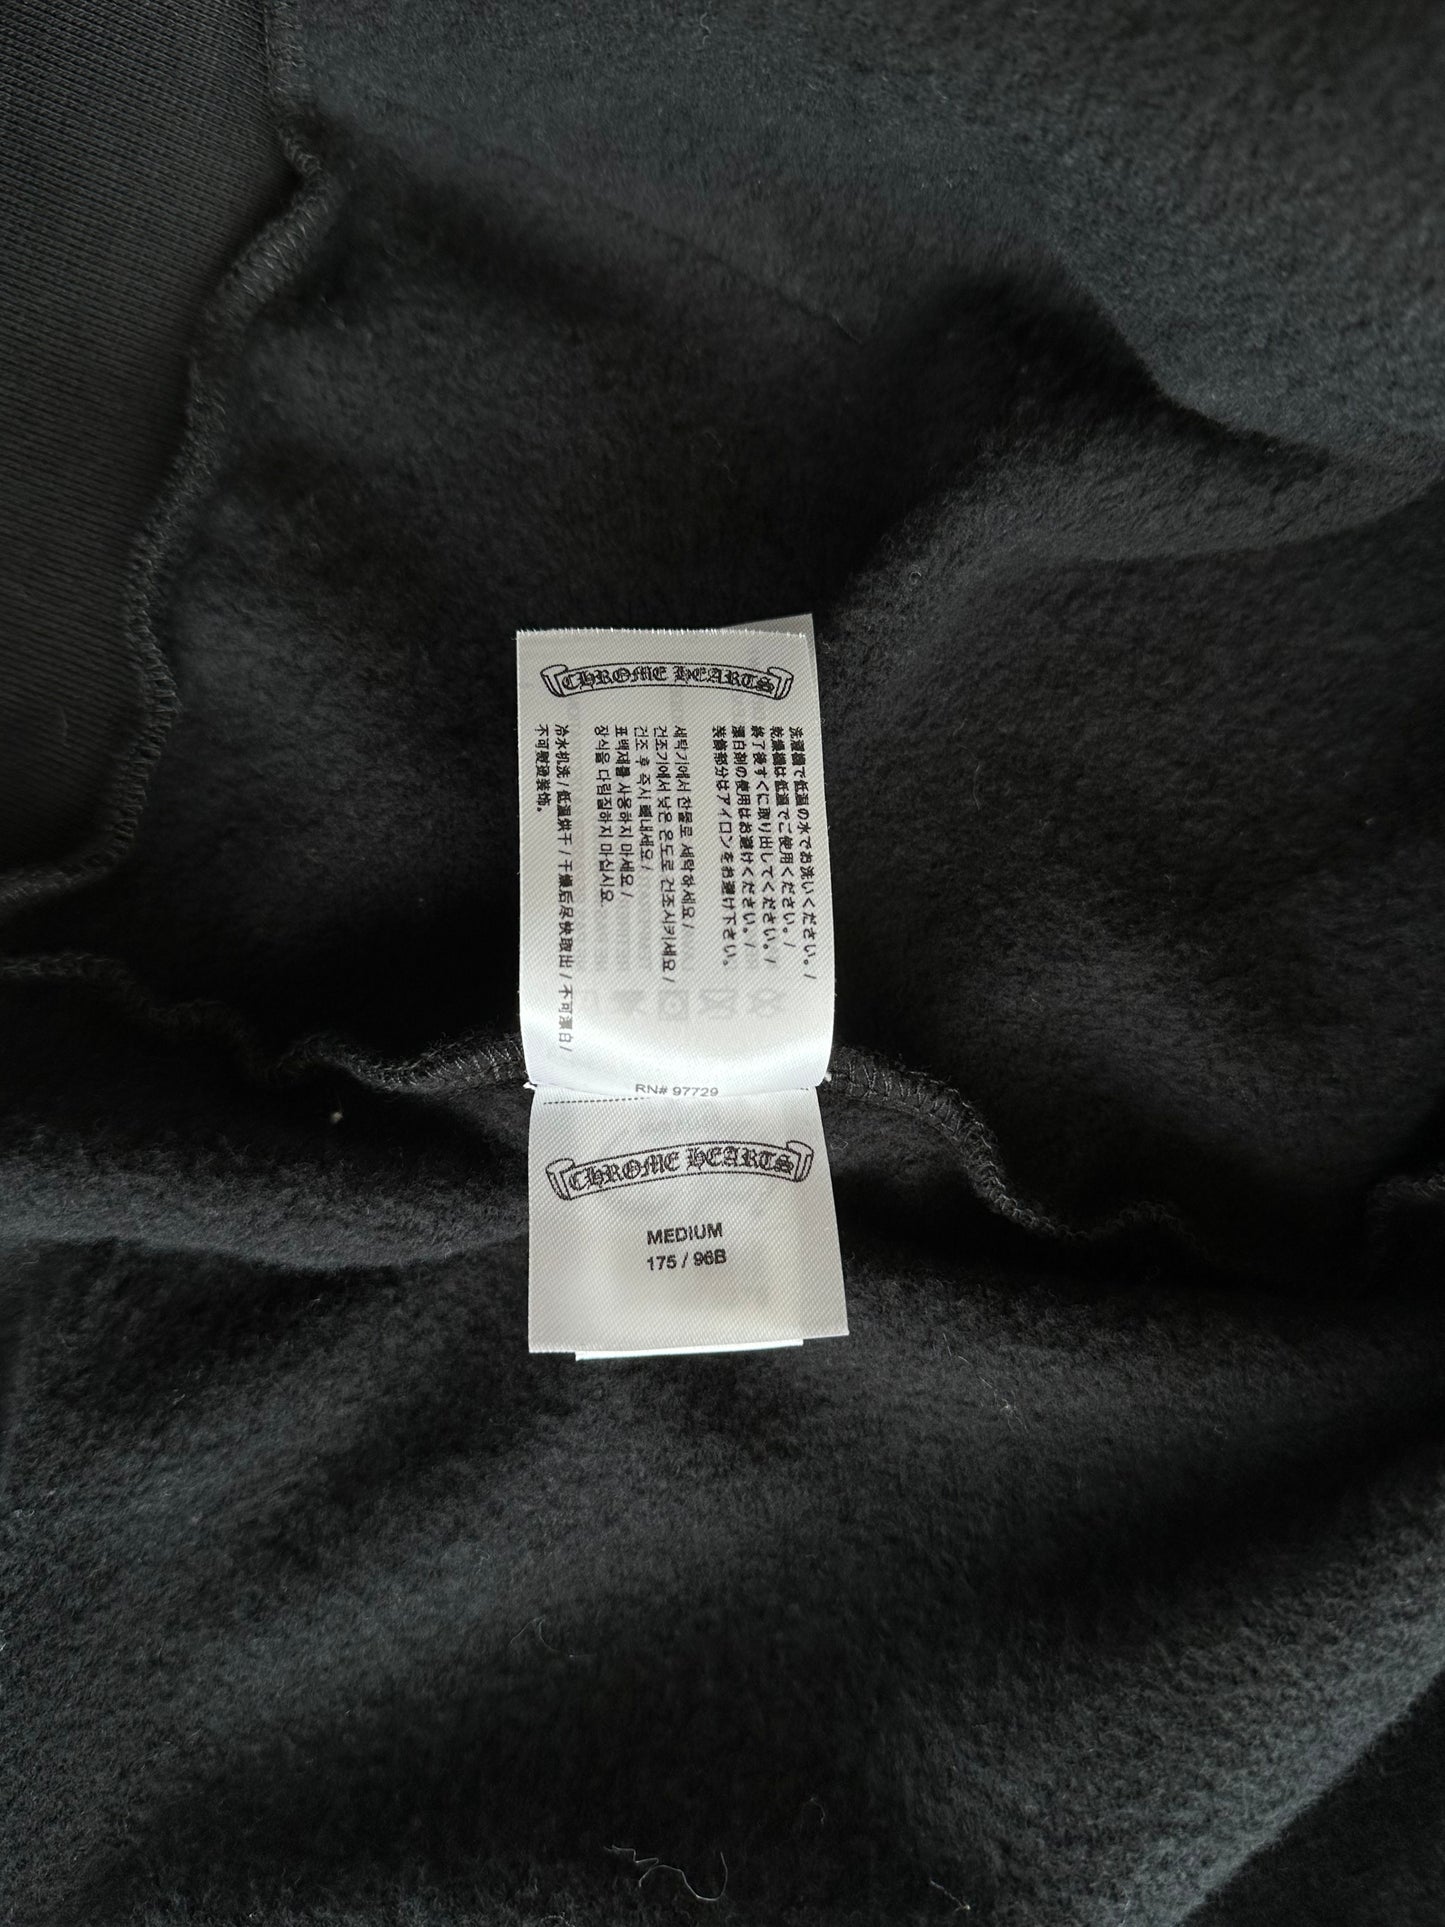 CHROME HEARTS
洗濯機で低温の水でお洗いください。/
乾燥機は低温でご使用ください。/
終了後すぐに取り出してください。/
漂白剤の使用はお避けください。/
装飾部分はアイロンをお避け下さい。
세탁기에서 찬물로 세탁하세요/
건조기에서 낮은 온도로 건조시키세요/
건조 후 즉시 빼내세요/
표백제를 사용하지 마세요/
장식을 다림질하지 마십시오.
冷水机洗/低温烘干/干燥后尽快取出/不可漂白/
不可熨烫装饰。
RN# 97729
CHROME HEARTS
MEDIUM
175 / 96B